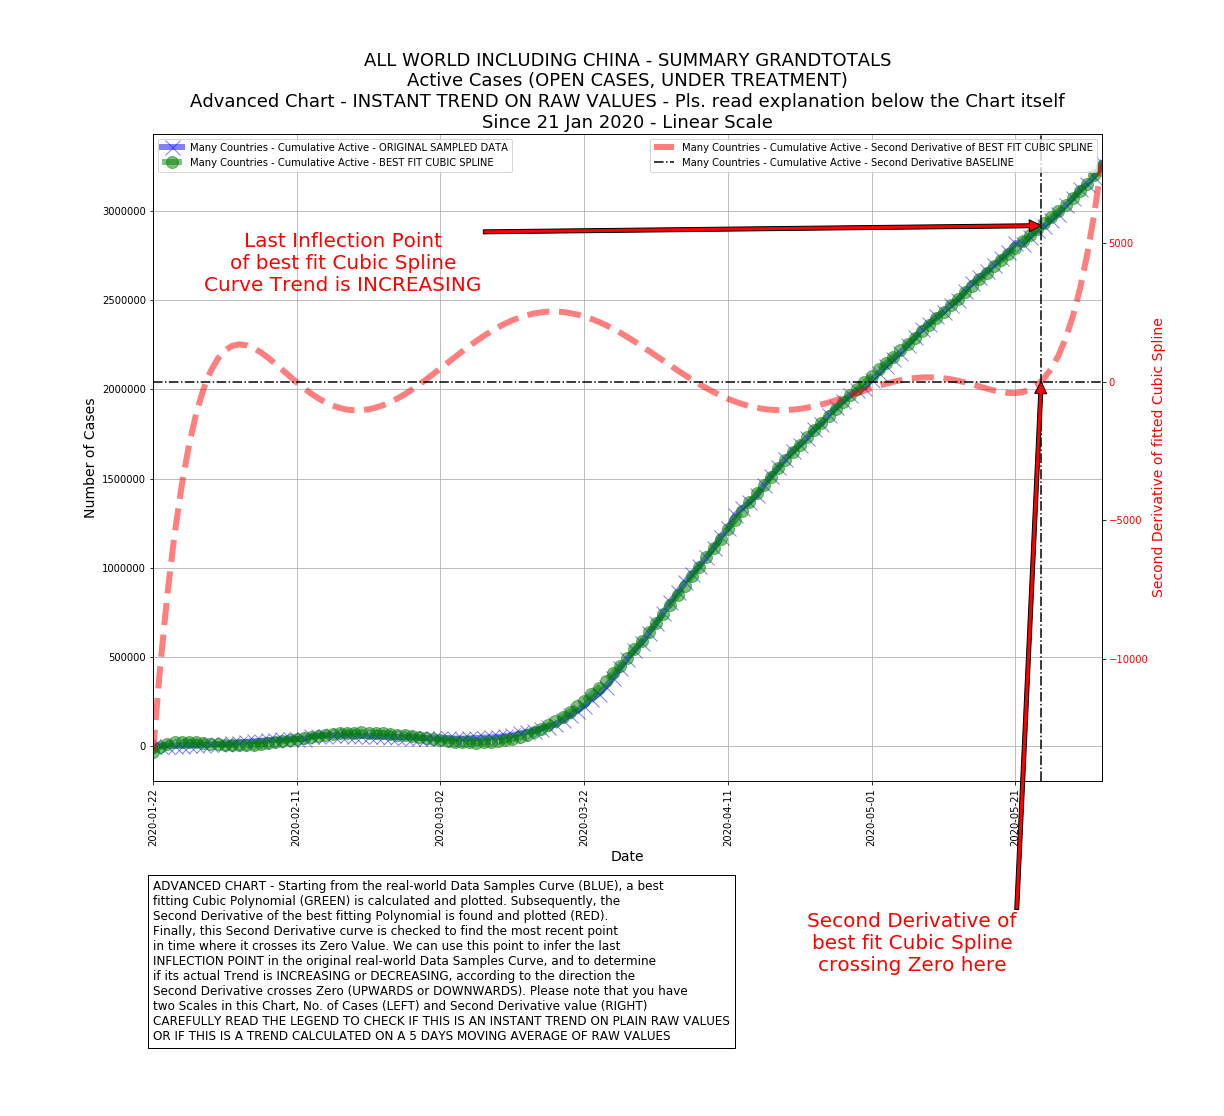 ALL WORLD INCLUDING CHINA - SUMMARY GRANDTOTALS
Active Cases (OPEN CASES, UNDER TREATMENT)
Advanced Chart - INSTANT TREND ON RAW VALUES - Pls. read explanation below the Chart itself
Since 21 Jan 2020 - Linear Scale
Many Countries - Cumulative Active - ORIGINAL SAMPLED DATA
Many Countries - Cumulative Active - BEST FIT CUBIC SPLINE
Many Countries - Cumulative Active - Second Derivative of BEST FIT CUBIC SPLINE
Many Countries - Cumulative Active - Second Derivative BASELINE
Last Inflection Point
of best fit Cubic Spline
Curve Trend is INCREASING
Number of Cases
3000000
2500000
2000000
1500000
1000000
500000
0
5000
0
−5000
−10000
Second Derivative of fitted Cubic Spline
2020-01-22
2020-02-11
2020-03-02
2020-03-22
2020-04-11
2020-05-01
2020-05-21
Date
ADVANCED CHART - Starting from the real-world Data Samples Curve (BLUE), a best
fitting Cubic Polynomial (GREEN) is calculated and plotted. Subsequently, the
Second Derivative of the best fitting Polynomial is found and plotted (RED).
Finally, this Second Derivative curve is checked to find the most recent point
in time where it crosses its Zero Value. We can use this point to infer the last
INFLECTION POINT in the original real-world Data Samples Curve, and to determine
if its actual Trend is INCREASING or DECREASING, according to the direction the
Second Derivative crosses Zero (UPWARDS or DOWNWARDS). Please note that you have
two Scales in this Chart, No. of Cases (LEFT) and Second Derivative value (RIGHT)
CAREFULLY READ THE LEGEND TO CHECK IF THIS IS AN INSTANT TREND ON PLAIN RAW VALUES
OR IF THIS IS A TREND CALCULATED ON A 5 DAYS MOVING AVERAGE OF RAW VALUES
Second Derivative of
best fit Cubic Spline
crossing Zero here